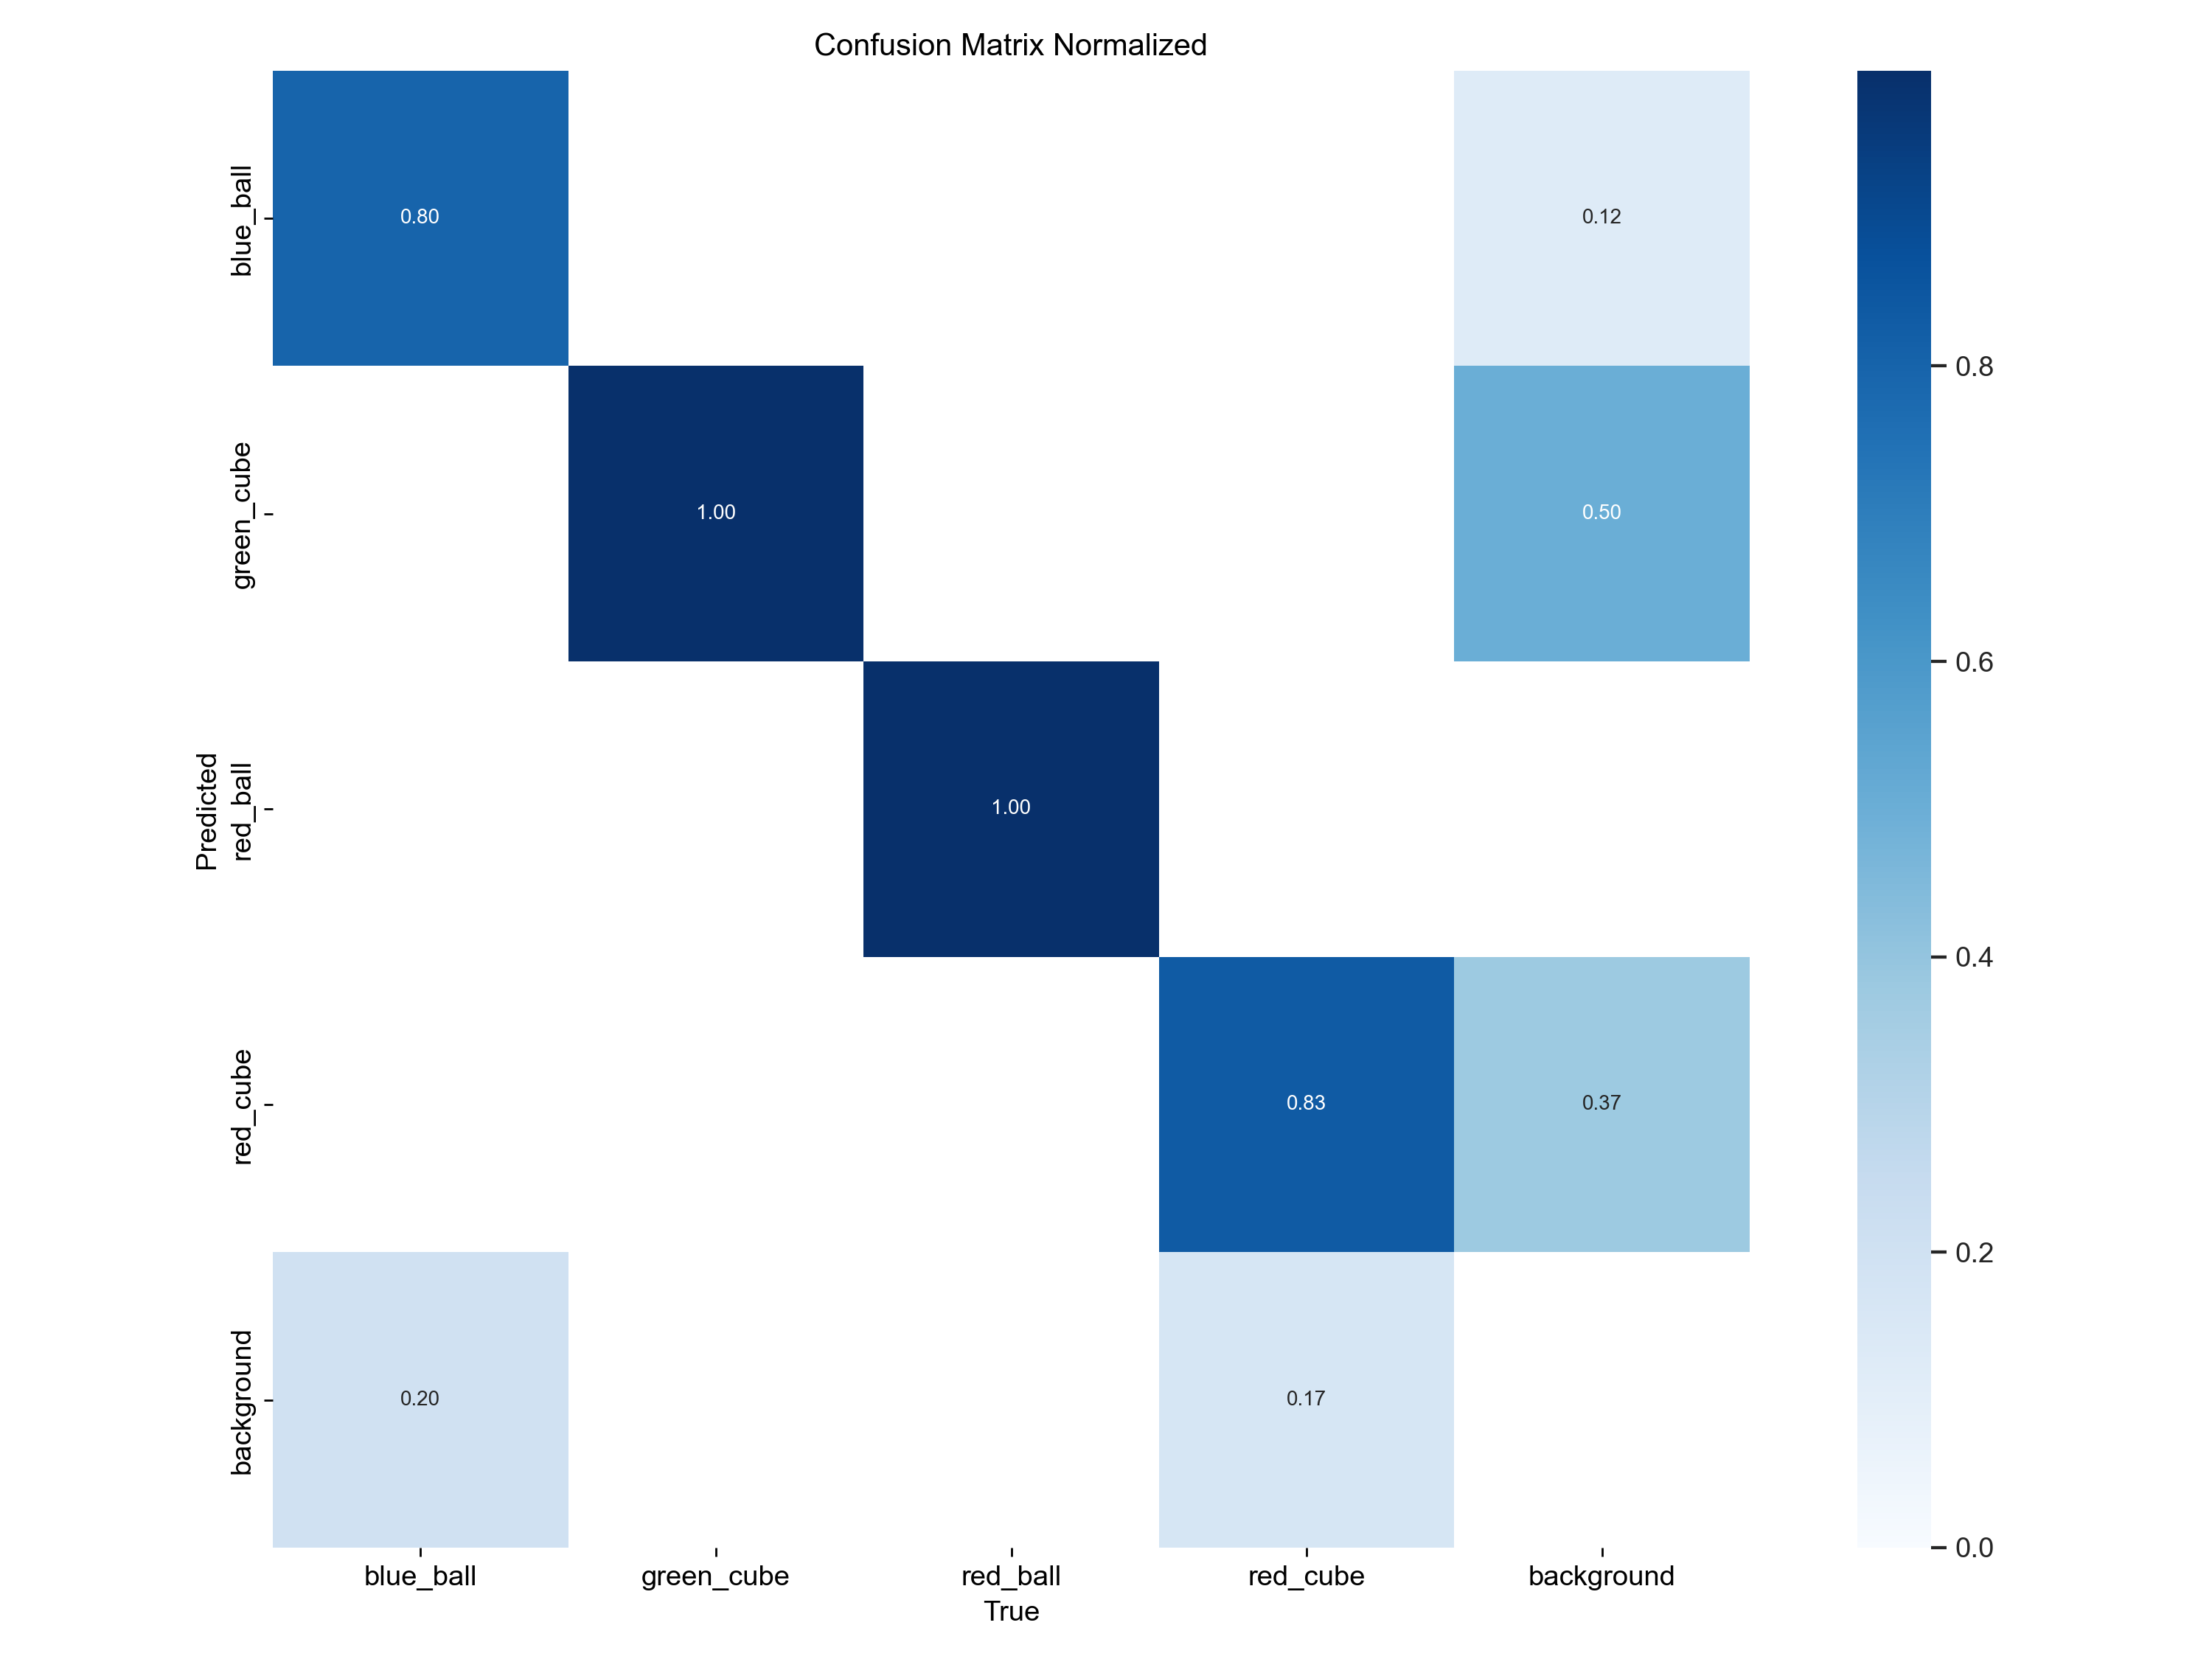 Confusion Matrix Normalized
Predicted
blue_ball
0.80
0.12
green_cube
1.00
0.50
red_ball
1.00
red_cube
0.83
0.37
background
0.20
0.17
blue_ball
green_cube
red_ball
red_cube
background
True
0.8
0.6
0.4
0.2
0.0